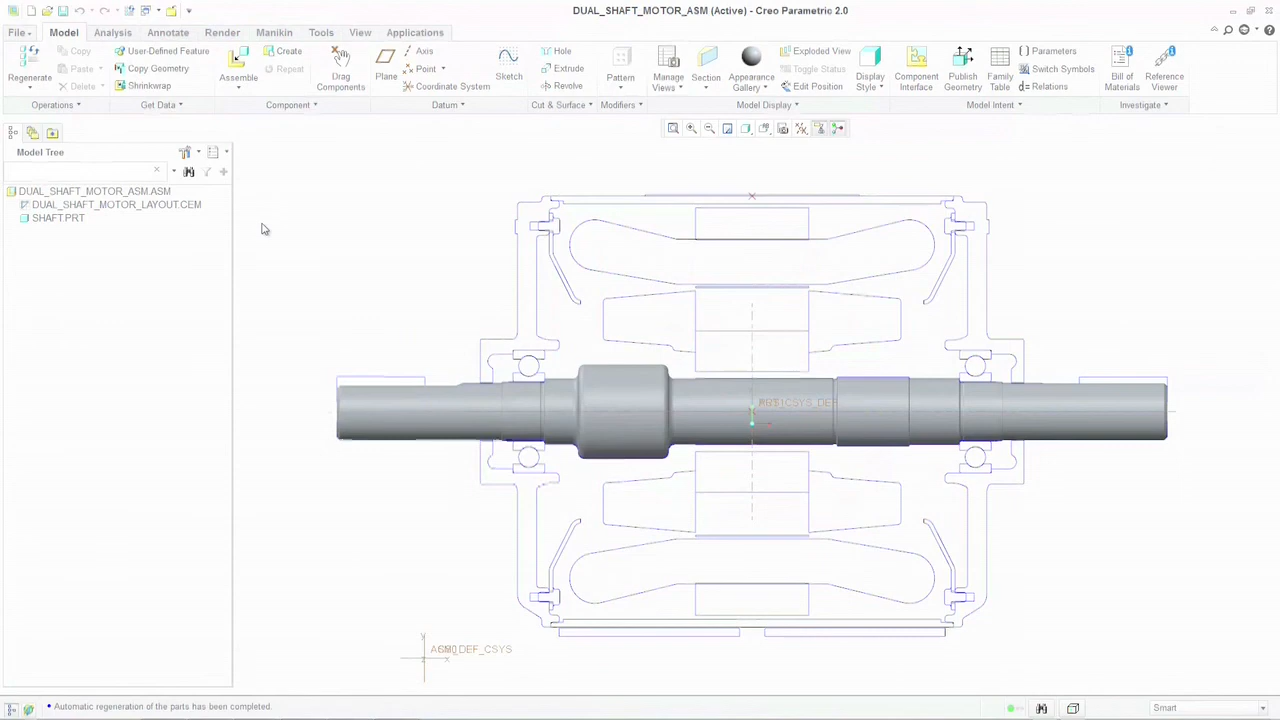 DUAL_SHAFT_MOTOR_ASM (Active) - Creo Parametric 2.0
File Model Analysis Annotate Render Tools View Manikin Applications
Regenerate
Copy
Paste
Delete
Operations
User-Defined Feature
Copy Geometry
Shrinkwrap
Get Data
Assemble
Create
Repeat
Drag Components
Component
Plane
Axis
Point
Coordinate System
Sketch
Datum
Hole
Extrude
Revolve
Cut & Surface
Pattern
Modifiers
Manage Views
Section
Appearance Gallery
Exploded View
Toggle Status
Edit Position
Display Style
Model Display
Component Interface
Publish Geometry
Family Table
Parameters
Switch Symbols
Relations
Model Intent
Bill of Materials
Reference Viewer
Investigate
Model Tree
DUAL_SHAFT_MOTOR_ASM.ASM
DUAL_SHAFT_MOTOR_LAYOUT.CEM
SHAFT.PRT
Automatic regeneration of the parts has been completed.
Smart